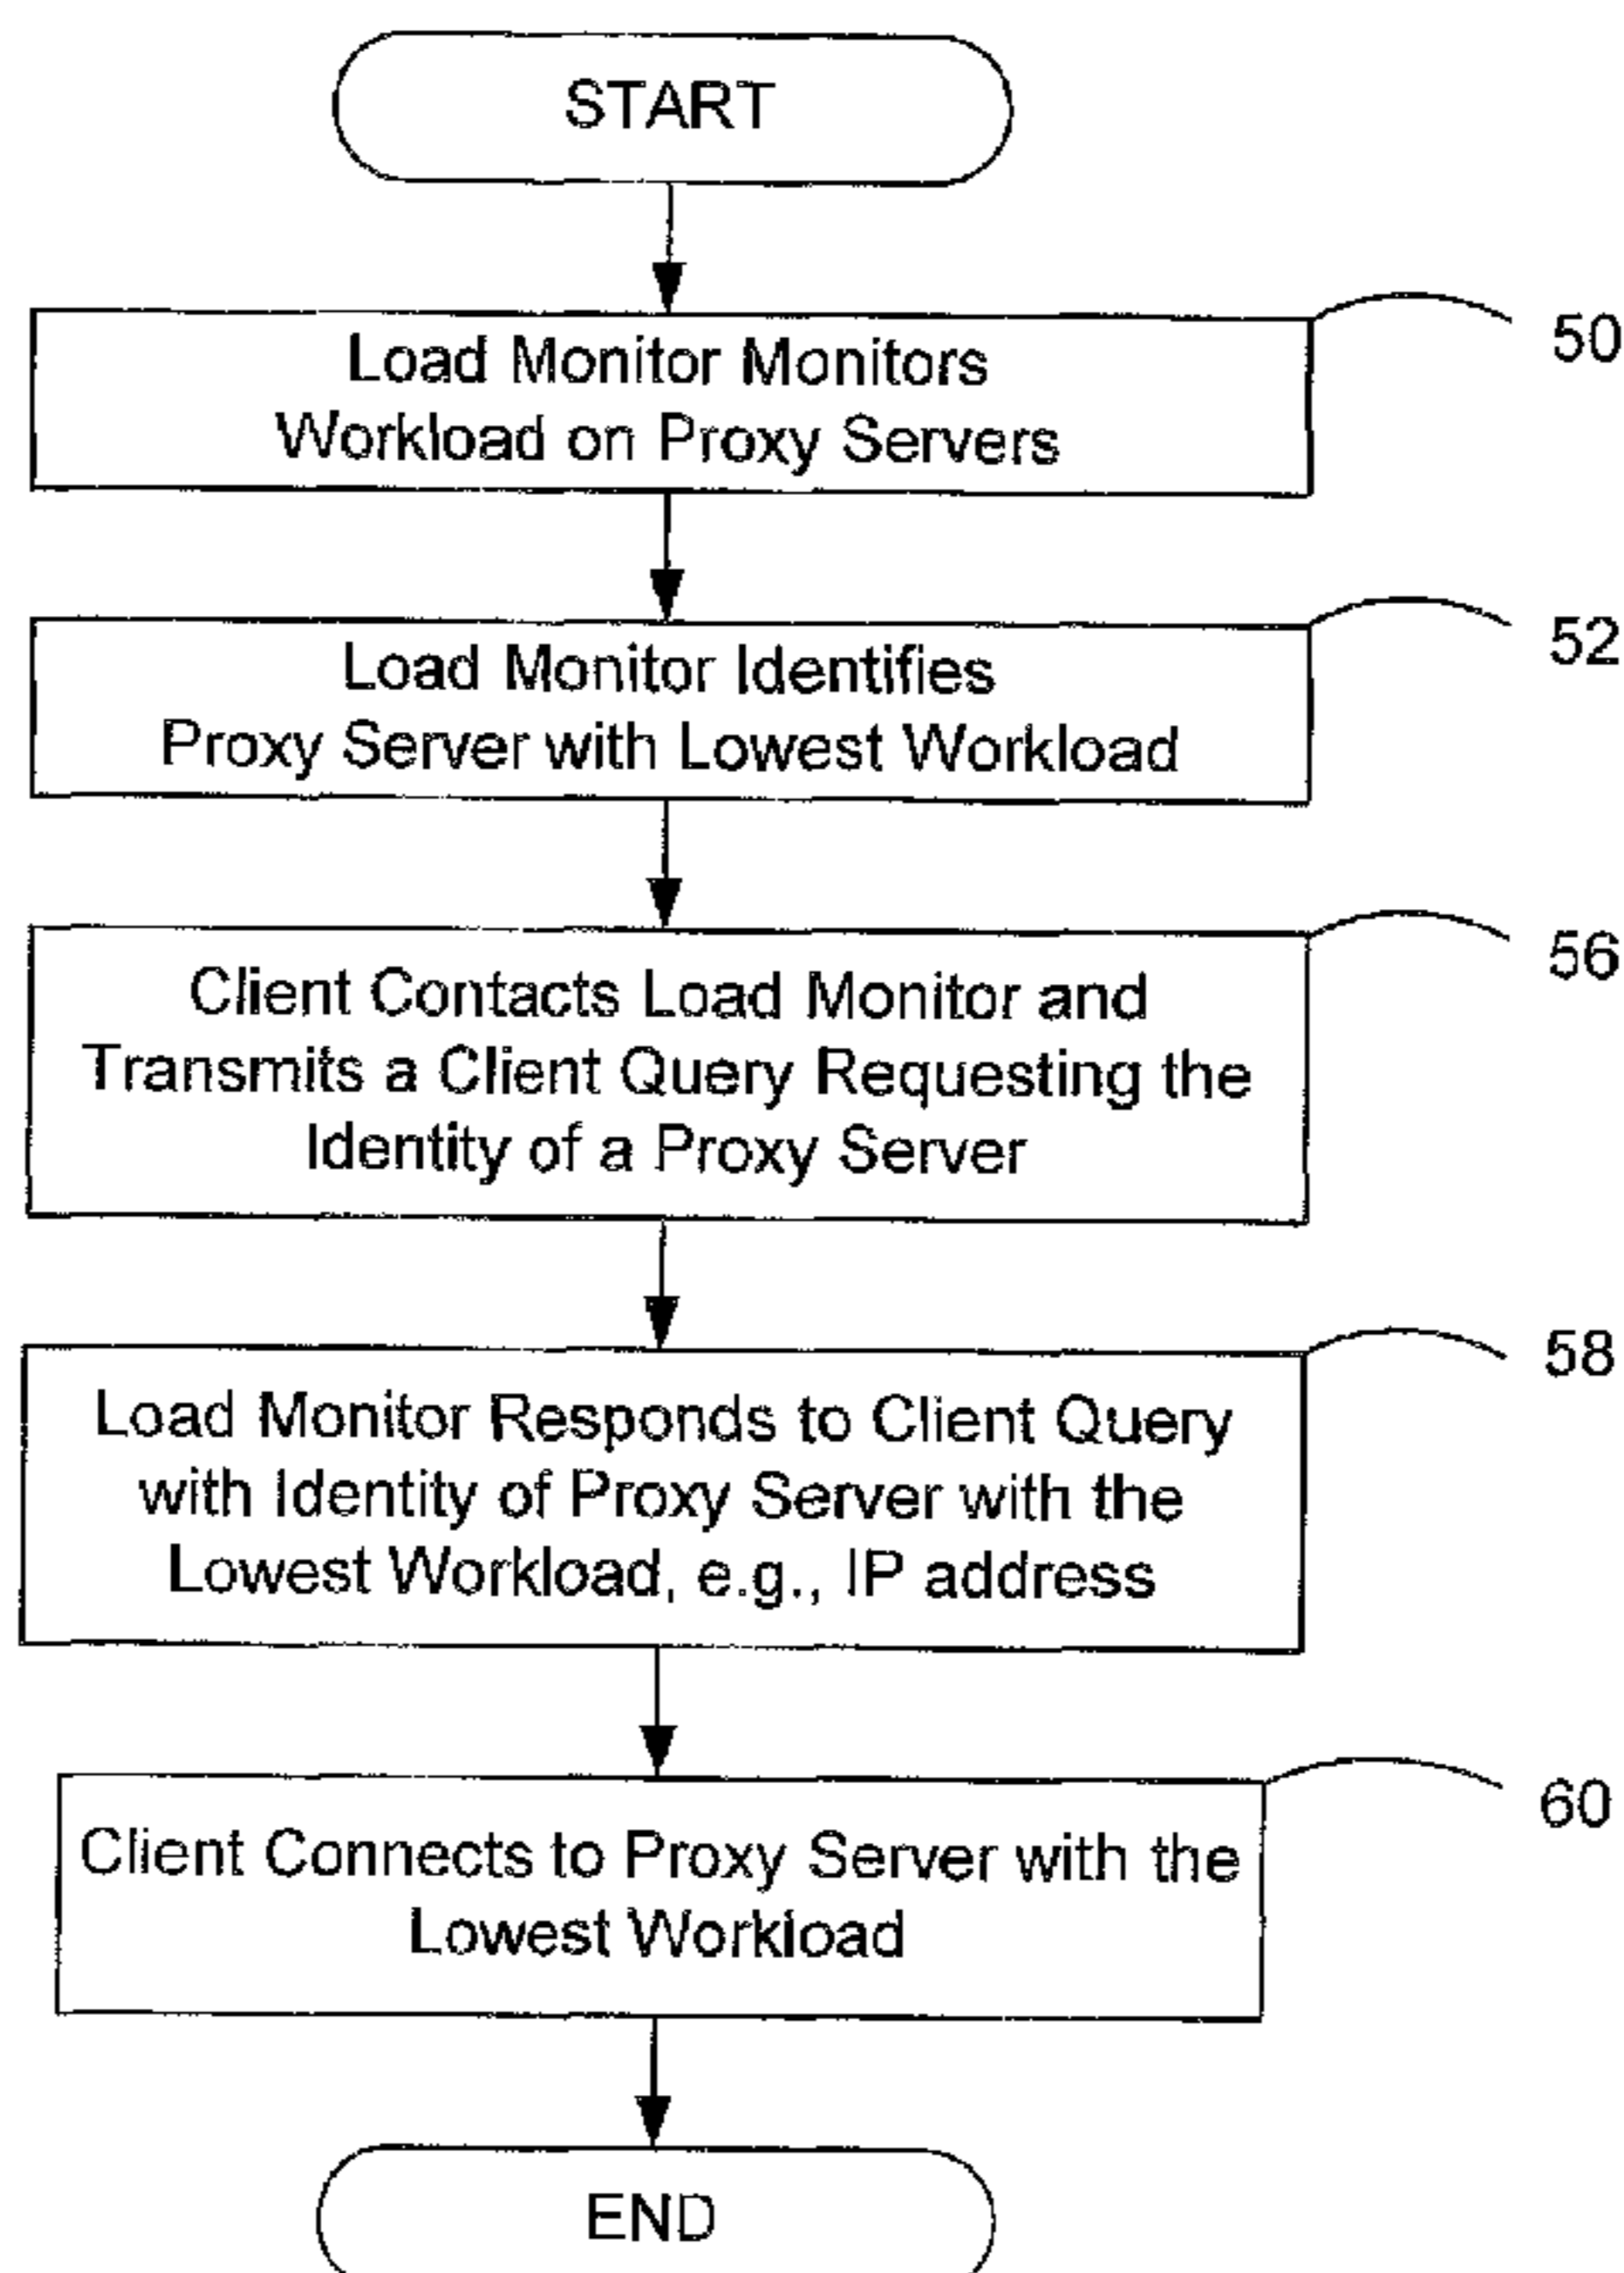 START
Load Monitor Monitors
50
Workload on Proxy Servers
Load Monitor Identifies
52
Proxy Server with Lowest Workload
Client Contacts Load Monitor and
56
Transmits a Client Query Requesting the
Identity of a Proxy Server
Load Monitor Responds to Client Query
58
with Identity of Proxy Server with the
Lowest Workload, e.g., IP address
Client Connects to Proxy Server with the
60
Lowest Workload
END